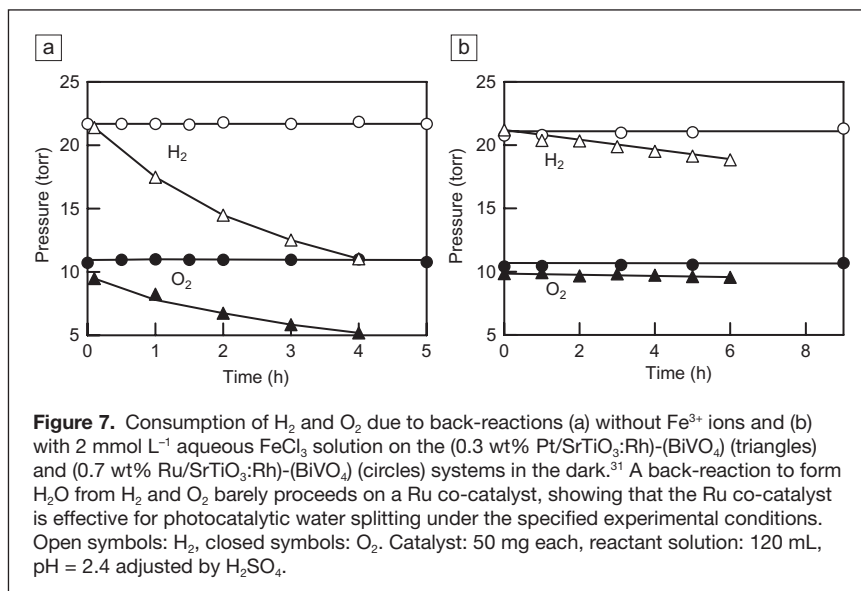 a
b
25
20
15
10
5
Pressure (torr)
H₂
O₂
0 1 2 3 4 5
Time (h)
25
20
15
10
5
Pressure (torr)
H₂
O₂
0 2 4 6 8
Time (h)
Figure 7. Consumption of H₂ and O₂ due to back-reactions (a) without Fe³⁺ ions and (b)
with 2 mmol L⁻¹ aqueous FeCl₃ solution on the (0.3 wt% Pt/SrTiO₃:Rh)-(BiVO₄) (triangles)
and (0.7 wt% Ru/SrTiO₃:Rh)-(BiVO₄) (circles) systems in the dark.³¹ A back-reaction to form
H₂O from H₂ and O₂ barely proceeds on a Ru co-catalyst, showing that the Ru co-catalyst
is effective for photocatalytic water splitting under the specified experimental conditions.
Open symbols: H₂, closed symbols: O₂. Catalyst: 50 mg each, reactant solution: 120 mL,
pH = 2.4 adjusted by H₂SO₄.